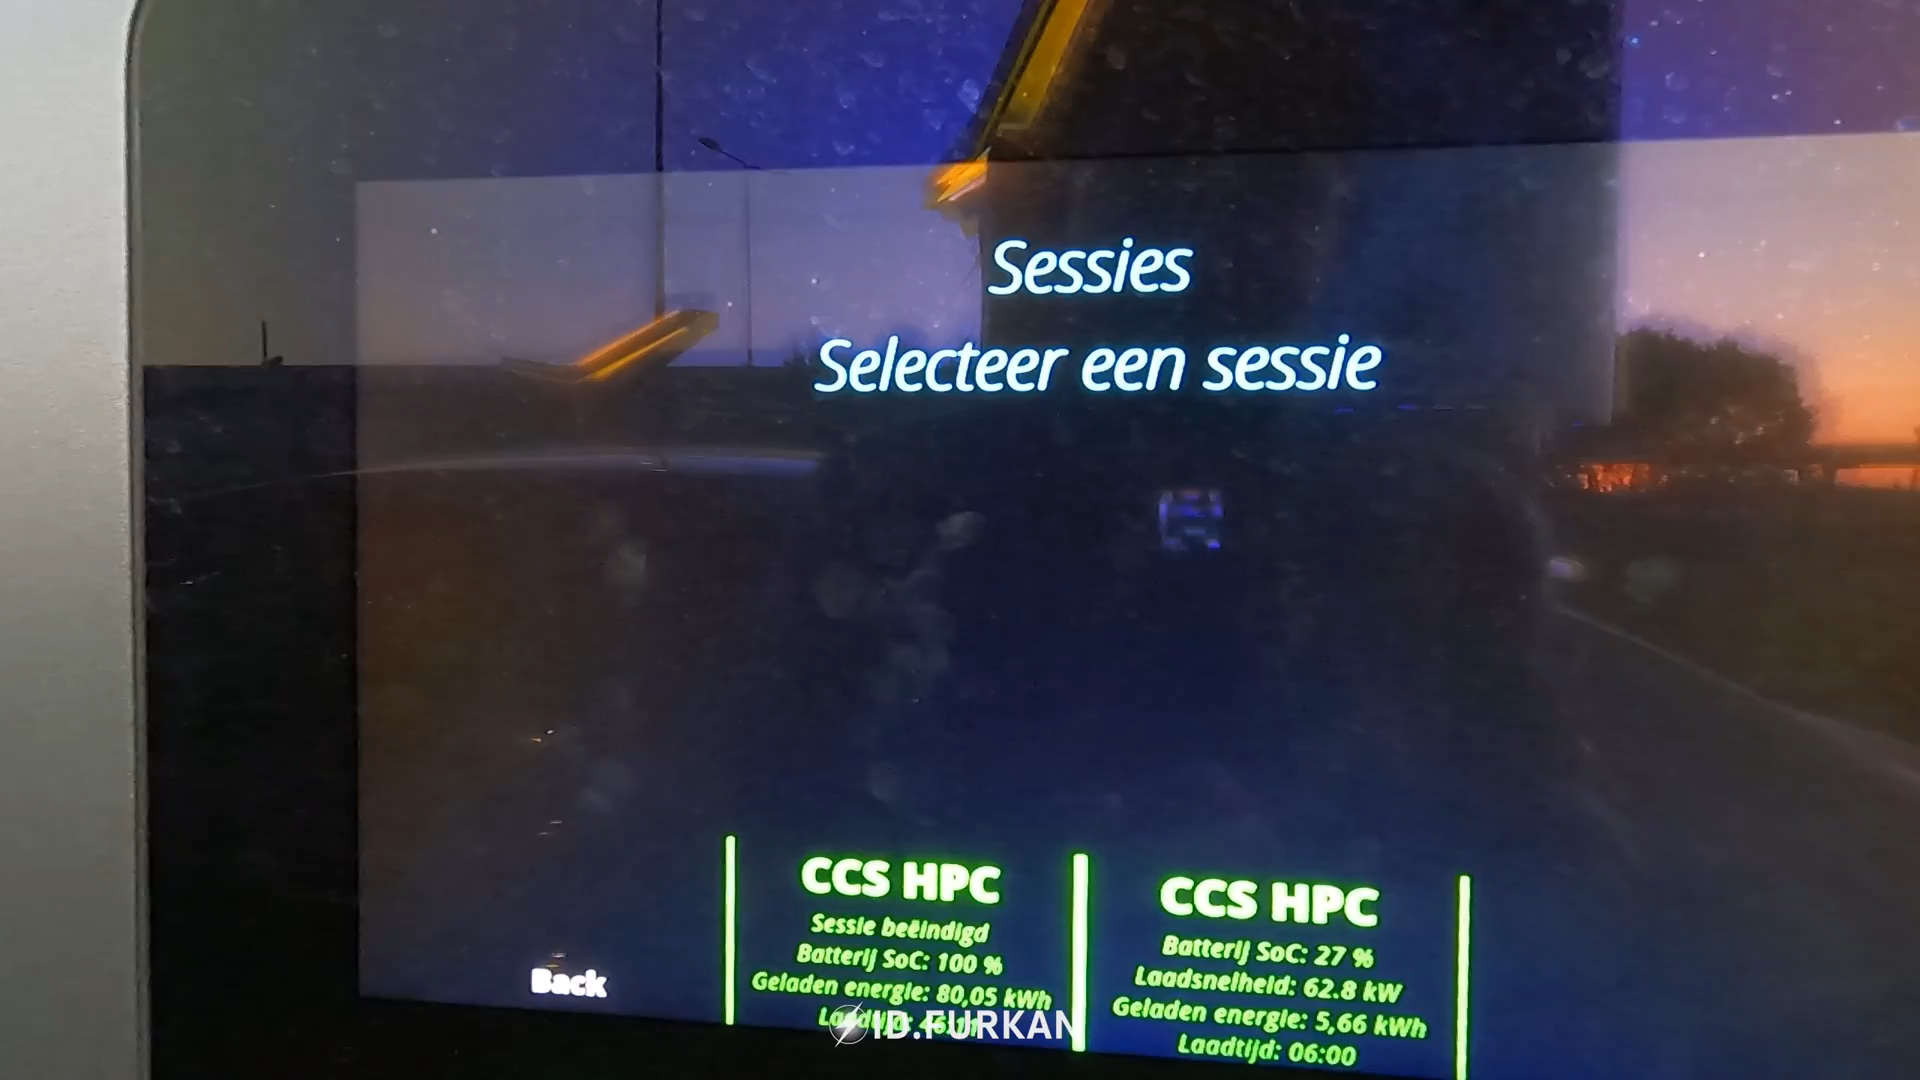 Sessies
Selecteer een sessie
CCS HPC
Sessie beëindigd
Batterij SoC: 100 %
Geladen energie: 80,05 kWh
CCS HPC
Batterij SoC: 27 %
Laadsnelheid: 62.8 kW
Geladen energie: 5,66 kWh
Laadtijd: 06:00
Back
ID.FURKAN